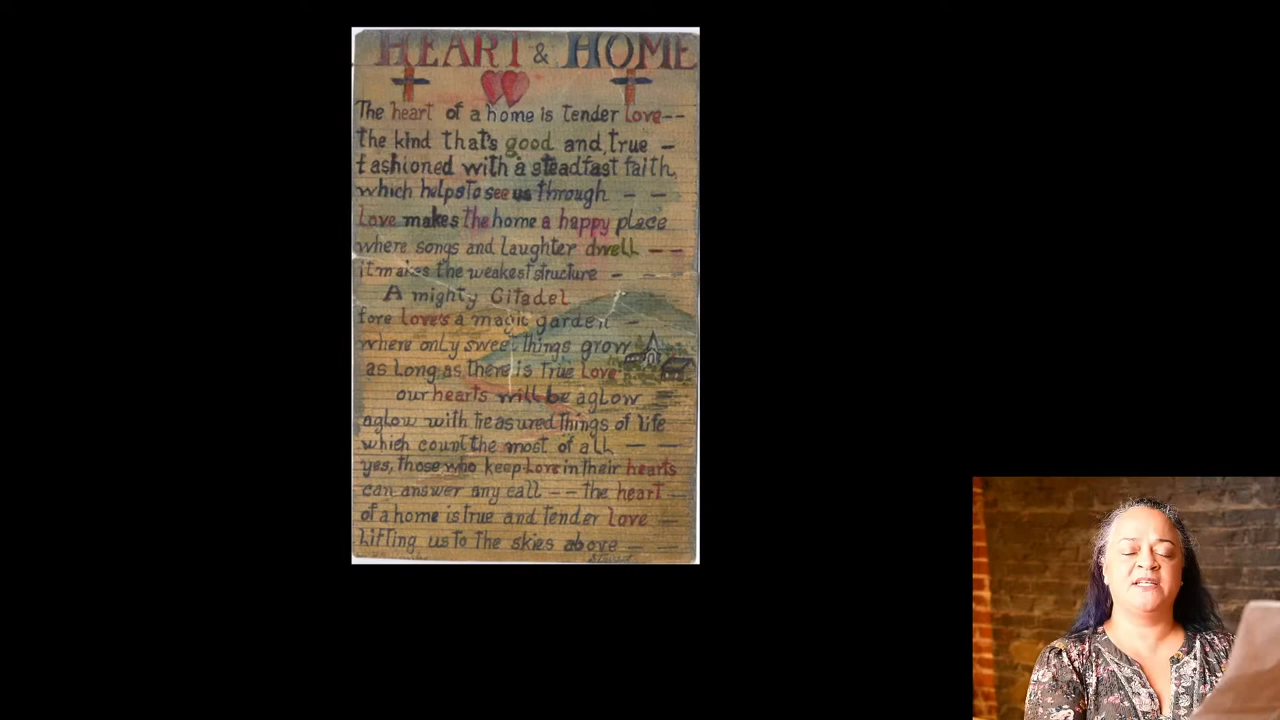 HEART & HOME
The heart of a home is tender love--
the kind that's good and, true -
fashioned with a steadfast faith,
which helps to see us through - -
Love makes the home a happy place
where songs and laughter dwell - -
it makes the weakest structure - - -
A mighty Citadel
fore love's a magic garden -
where only sweet things grow
as Long as there is True Love
our hearts will be aglow
aglow with treasured Things of life
which count the most of all, - -
yes, those who keep Love in their hearts
can answer any call -- the heart -
of a home is true and tender love -
Lifting us to the skies above - -